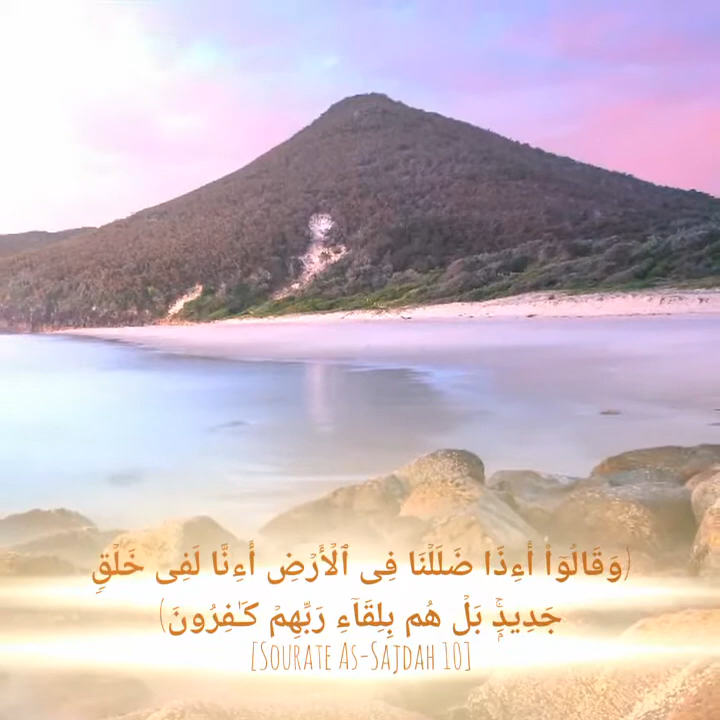 (وَقَالُوٓا۟ أَءِذَا ضَلَلْنَا فِى ٱلْأَرْضِ أَءِنَّا لَفِى خَلْقٍۢ
جَدِيدٍۭ ۚ بَلْ هُم بِلِقَآءِ رَبِّهِمْ كَـٰفِرُونَ)
[Sourate As-Sajdah 10]